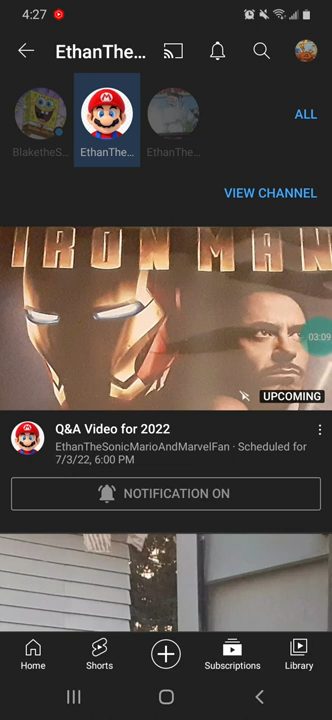 4:27
EthanThe...
BlaketheS...
EthanThe...
EthanThe...
ALL
VIEW CHANNEL
IRON MAN
03:09
UPCOMING
Q&A Video for 2022
EthanTheSonicMarioAndMarvelFan · Scheduled for
7/3/22, 6:00 PM
NOTIFICATION ON
Home
Shorts
Subscriptions
Library